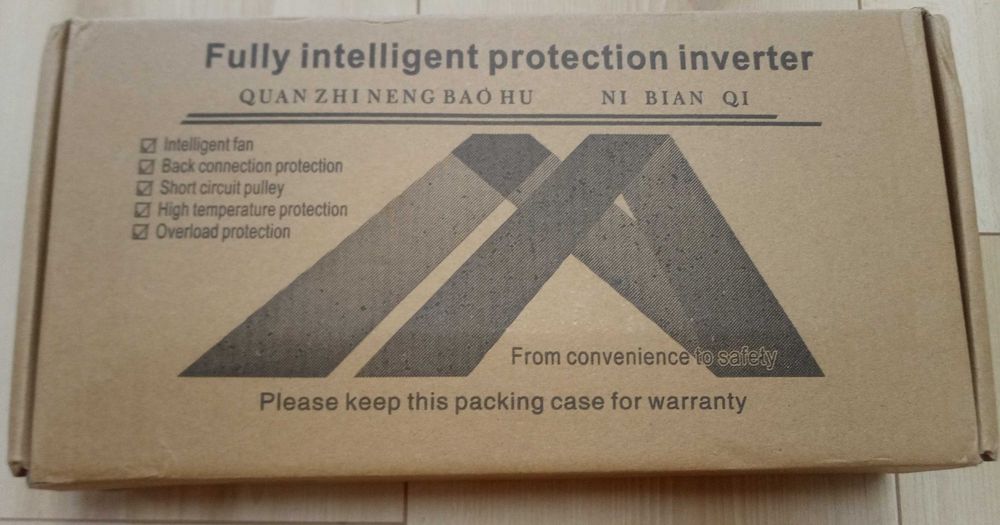 Fully intelligent protection inverter
QUAN ZHI NENG BAO HU NI BIAN QI
Intelligent fan
Back connection protection
Short circuit pulley
High temperature protection
Overload protection
From convenience to safety
Please keep this packing case for warranty